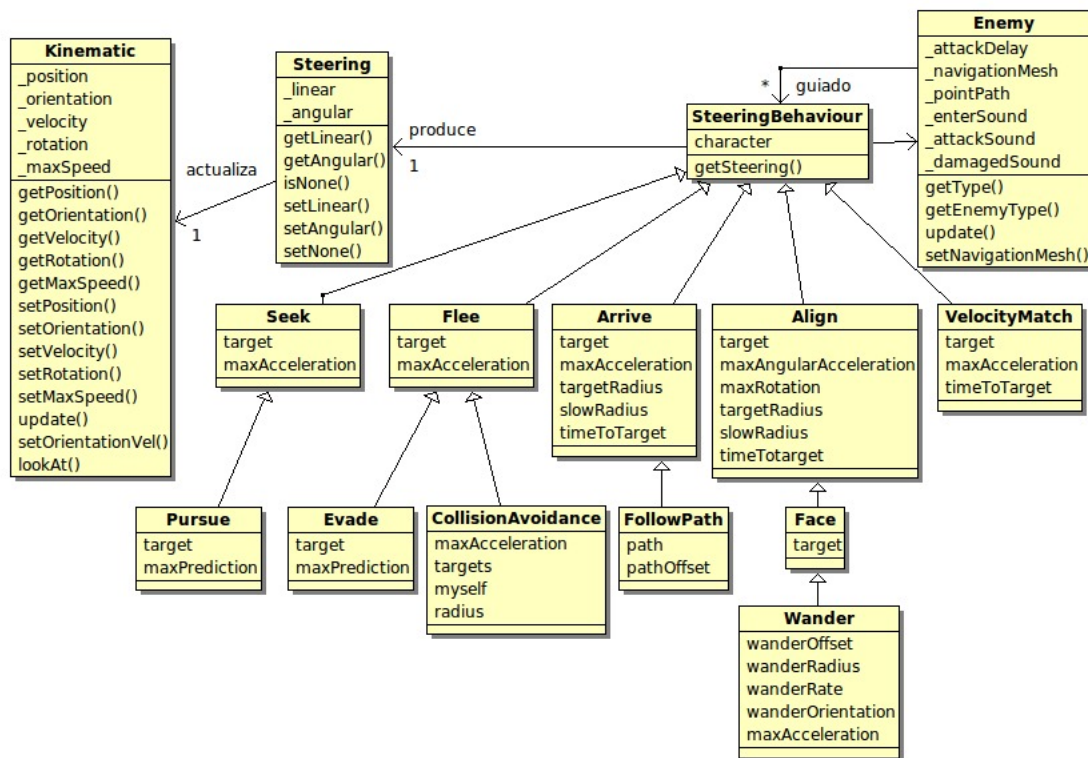 Kinematic
_position
_orientation
_velocity
_rotation
_maxSpeed
getPosition()
getOrientation()
getVelocity()
getRotation()
getMaxSpeed()
setPosition()
setOrientation()
setVelocity()
setRotation()
setMaxSpeed()
update()
setOrientationVel()
lookAt()
actualiza
1
Steering
_linear
_angular
getLinear()
getAngular()
isNone()
setLinear()
setAngular()
setNone()
produce
1
SteeringBehaviour
character
getSteering()
* guiado
Enemy
_attackDelay
_navigationMesh
_pointPath
_enterSound
_attackSound
_damagedSound
getType()
getEnemyType()
update()
setNavigationMesh()
Seek
target
maxAcceleration
Flee
target
maxAcceleration
Arrive
target
maxAcceleration
targetRadius
slowRadius
timeToTarget
Align
target
maxAngularAcceleration
maxRotation
targetRadius
slowRadius
timeTotarget
VelocityMatch
target
maxAcceleration
timeToTarget
Pursue
target
maxPrediction
Evade
target
maxPrediction
CollisionAvoidance
maxAcceleration
targets
myself
radius
FollowPath
path
pathOffset
Face
target
Wander
wanderOffset
wanderRadius
wanderRate
wanderOrientation
maxAcceleration